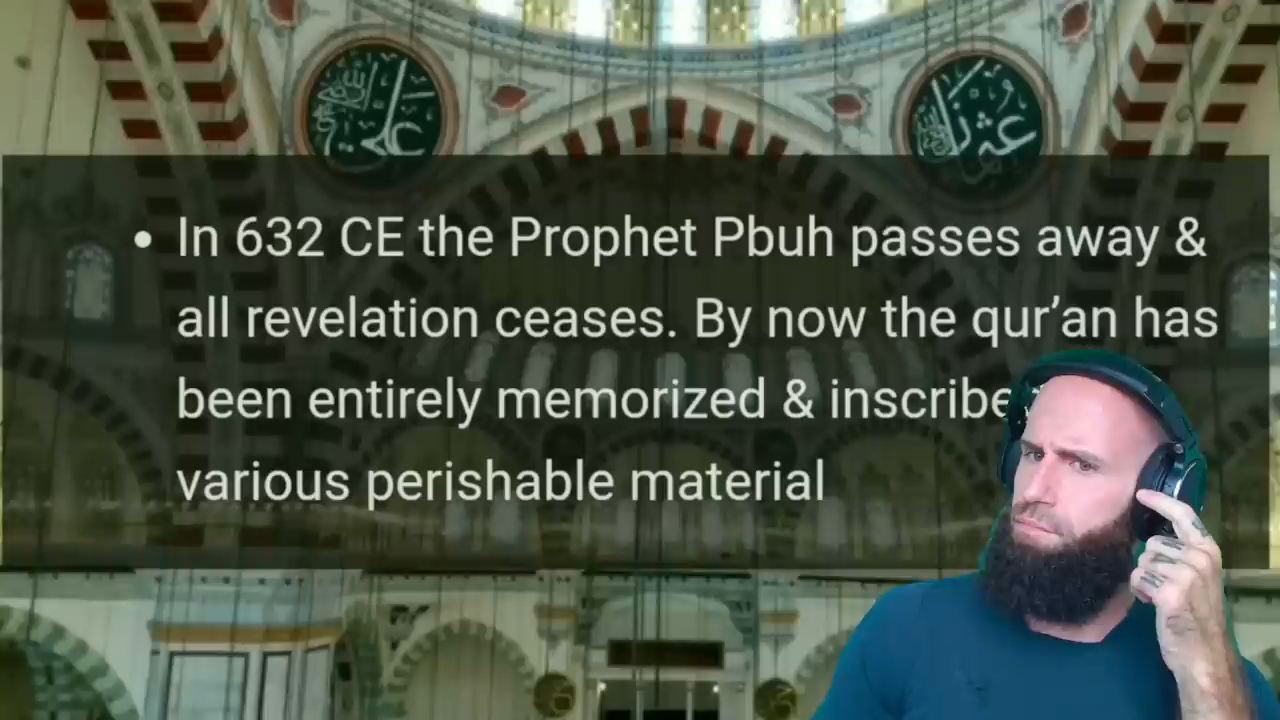 علي
In 632 CE the Prophet Pbuh passes away &
all revelation ceases. By now the qur’an has
been entirely memorized & inscribe
various perishable material